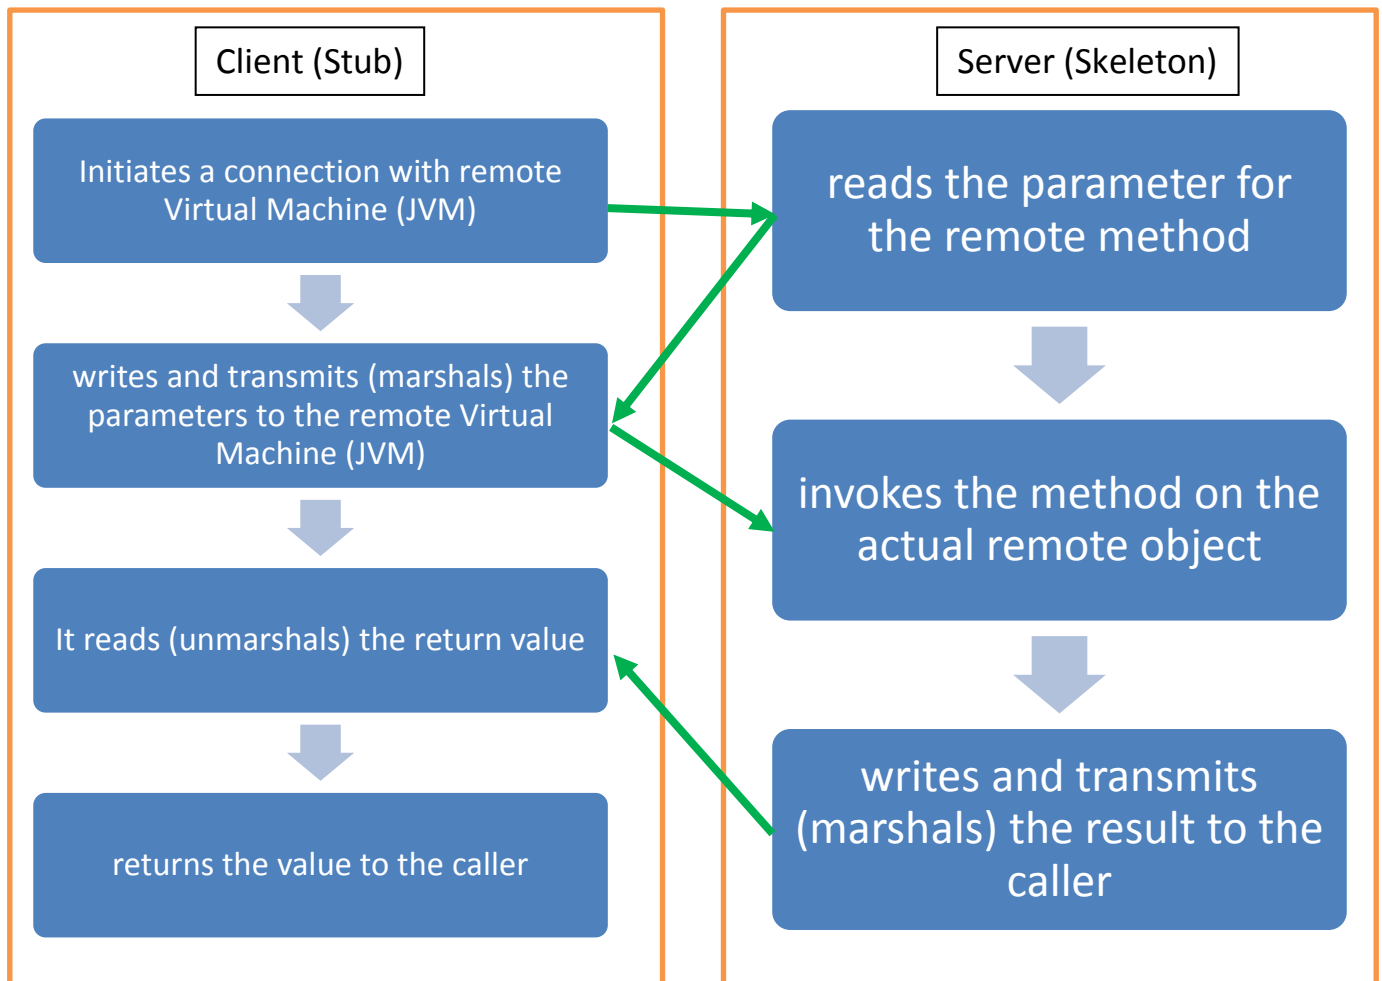 Client (Stub)
Initiates a connection with remote
Virtual Machine (JVM)
writes and transmits (marshals) the
parameters to the remote Virtual
Machine (JVM)
It reads (unmarshals) the return value
returns the value to the caller
Server (Skeleton)
reads the parameter for
the remote method
invokes the method on the
actual remote object
writes and transmits
(marshals) the result to the
caller